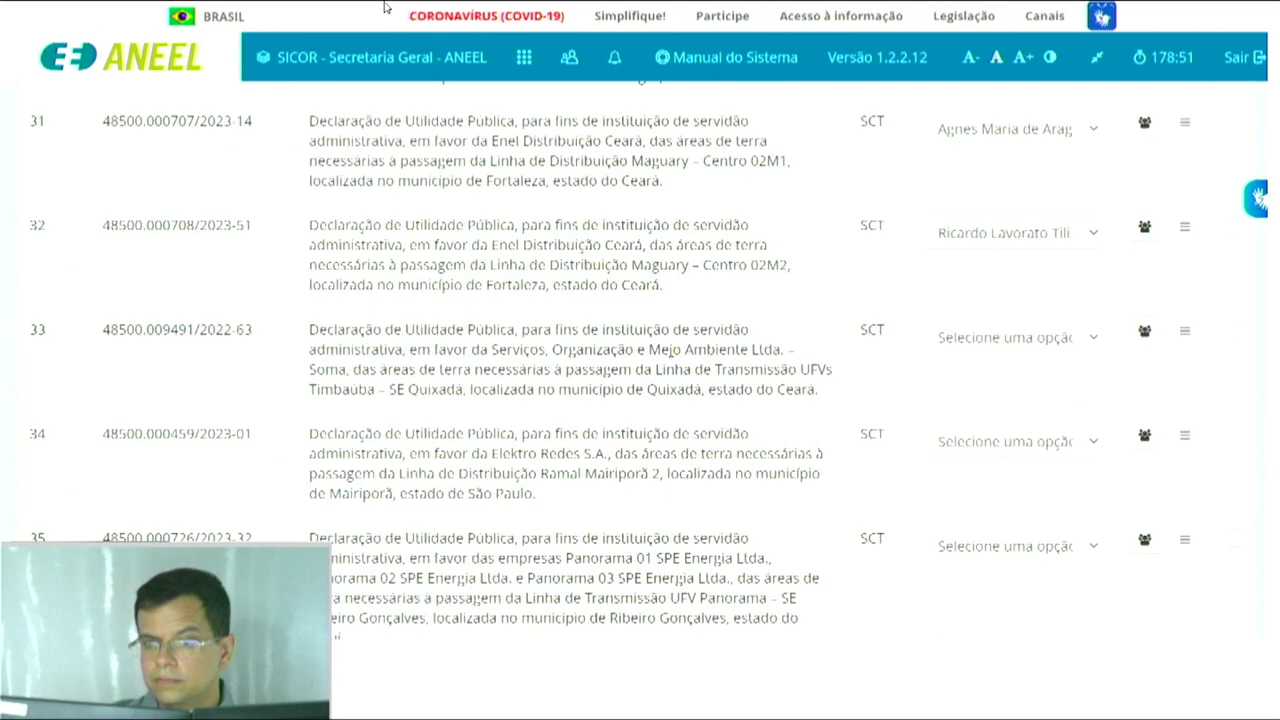 BRASIL
CORONAVÍRUS (COVID-19)
Simplifique!
Participe
Acesso à informação
Legislação
Canais
ANEEL
SICOR - Secretaria Geral - ANEEL
Manual do Sistema
Versão 1.2.2.12
A- A A+
178:51
Sair
31 48500.000707/2023-14 Declaração de Utilidade Pública, para fins de instituição de servidão SCT Agnes Maria de Arag
administrativa, em favor da Enel Distribuição Ceará, das áreas de terra
necessárias à passagem da Linha de Distribuição Maguary – Centro 02M1,
localizada no município de Fortaleza, estado do Ceará.
32 48500.000708/2023-51 Declaração de Utilidade Pública, para fins de instituição de servidão SCT Ricardo Lavorato Tili
administrativa, em favor da Enel Distribuição Ceará, das áreas de terra
necessárias à passagem da Linha de Distribuição Maguary – Centro 02M2,
localizada no município de Fortaleza, estado do Ceará.
33 48500.009491/2022-63 Declaração de Utilidade Pública, para fins de instituição de servidão SCT Selecione uma opçã
administrativa, em favor da Serviços, Organização e Meio Ambiente Ltda. –
Soma, das áreas de terra necessárias à passagem da Linha de Transmissão UFVs
Timbaúba – SE Quixadá, localizada no município de Quixadá, estado do Ceará.
34 48500.000459/2023-01 Declaração de Utilidade Pública, para fins de instituição de servidão SCT Selecione uma opçã
administrativa, em favor da Elektro Redes S.A., das áreas de terra necessárias à
passagem da Linha de Distribuição Ramal Mairiporã 2, localizada no município
de Mairiporã, estado de São Paulo.
35 48500.000726/2023-32 Declaração de Utilidade Pública, para fins de instituição de servidão SCT Selecione uma opçã
ninistrativa, em favor das empresas Panorama 01 SPE Energia Ltda.,
orama 02 SPE Energia Ltda. e Panorama 03 SPE Energia Ltda., das áreas de
a necessárias à passagem da Linha de Transmissão UFV Panorama – SE
eiro Gonçalves, localizada no município de Ribeiro Gonçalves, estado do